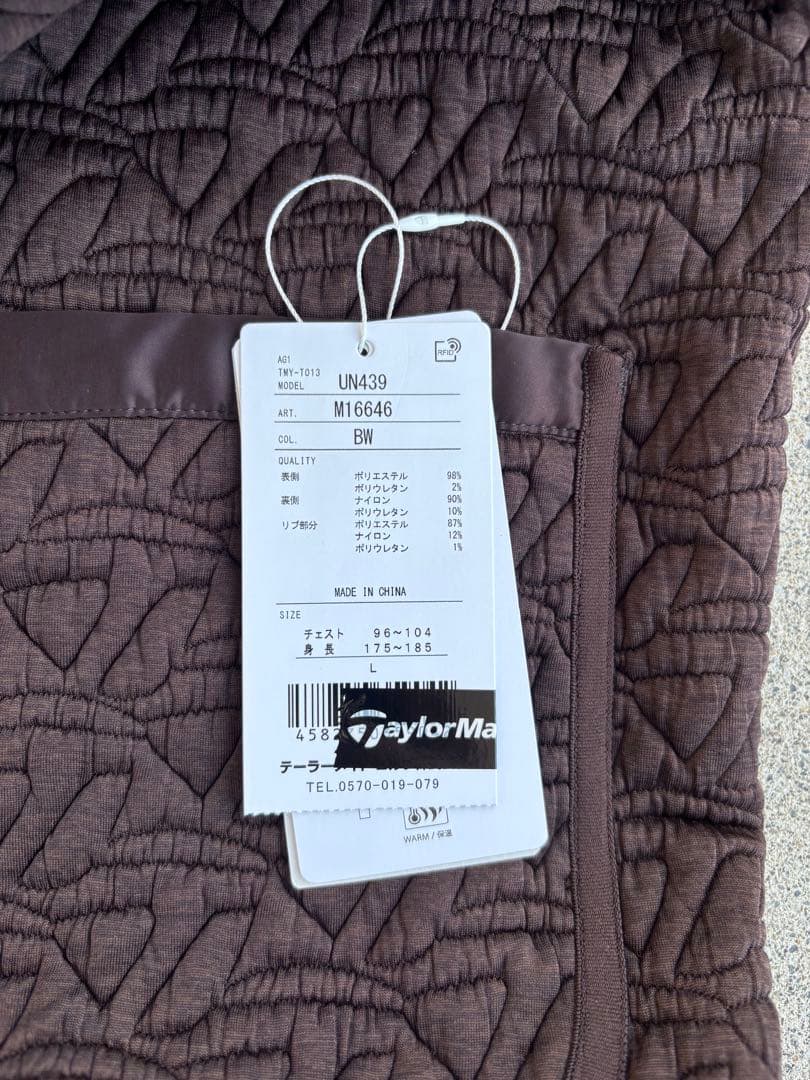 AG1
TMY-T013
MODEL UN439
RFID
ART. M16646
COL. BW
QUALITY
表側 ポリエステル 98%
ポリウレタン 2%
裏側 ナイロン 90%
ポリウレタン 10%
リブ部分 ポリエステル 87%
ナイロン 12%
ポリウレタン 1%
MADE IN CHINA
SIZE
チェスト 96~104
身長 175~185
L
TaylorMa
TEL.0570-019-079
WARM / 保温